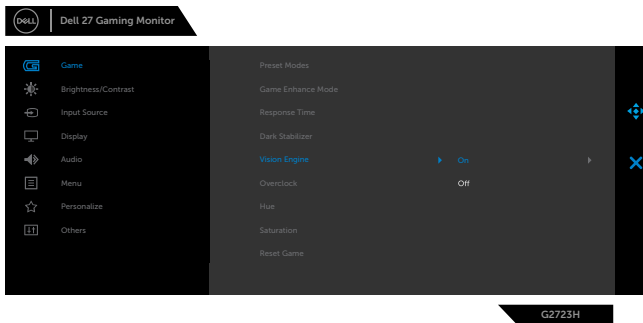 DELL
Dell 27 Gaming Monitor
Game
Brightness/Contrast
Input Source
Display
Audio
Menu
Personalize
Others
Preset Modes
Game Enhance Mode
Response Time
Dark Stabilizer
Vision Engine
On
Overclock
Off
Hue
Saturation
Reset Game
G2723H